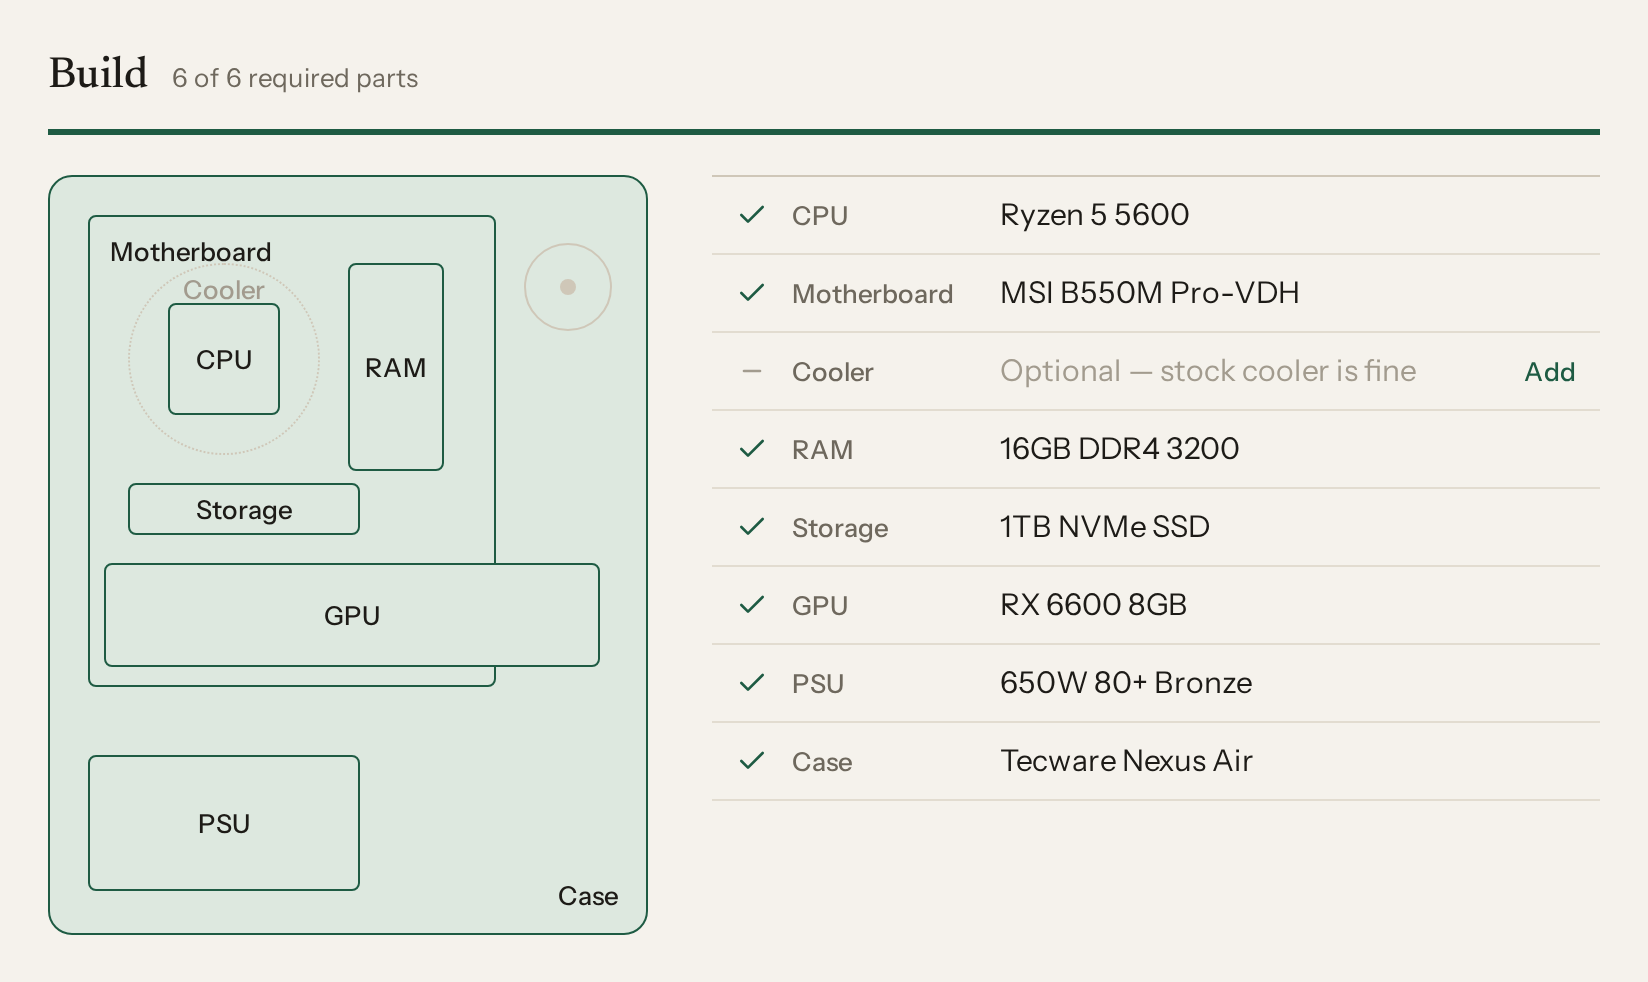 Build 6 of 6 required parts
Motherboard
Cooler
CPU
RAM
Storage
GPU
PSU
Case
CPU Ryzen 5 5600
Motherboard MSI B550M Pro-VDH
Cooler Optional — stock cooler is fine Add
RAM 16GB DDR4 3200
Storage 1TB NVMe SSD
GPU RX 6600 8GB
PSU 650W 80+ Bronze
Case Tecware Nexus Air